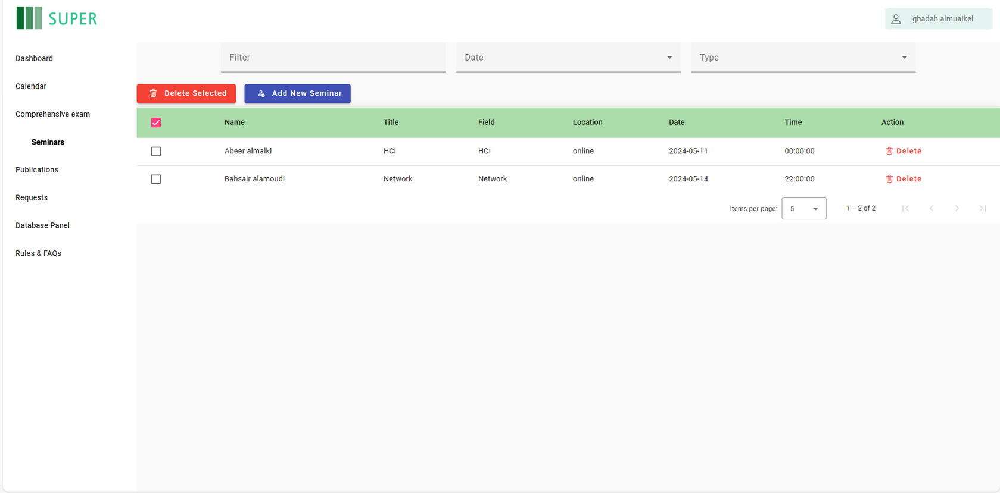 SUPER
ghadah almuaikel
Dashboard
Calendar
Comprehensive exam
Seminars
Publications
Requests
Database Panel
Rules & FAQs
Filter Date Type
Delete Selected Add New Seminar
Name Title Field Location Date Time Action
Abeer almalki HCI HCI online 2024-05-11 00:00:00 Delete
Bahsair alamoudi Network Network online 2024-05-14 22:00:00 Delete
Items per page: 5 1 – 2 of 2